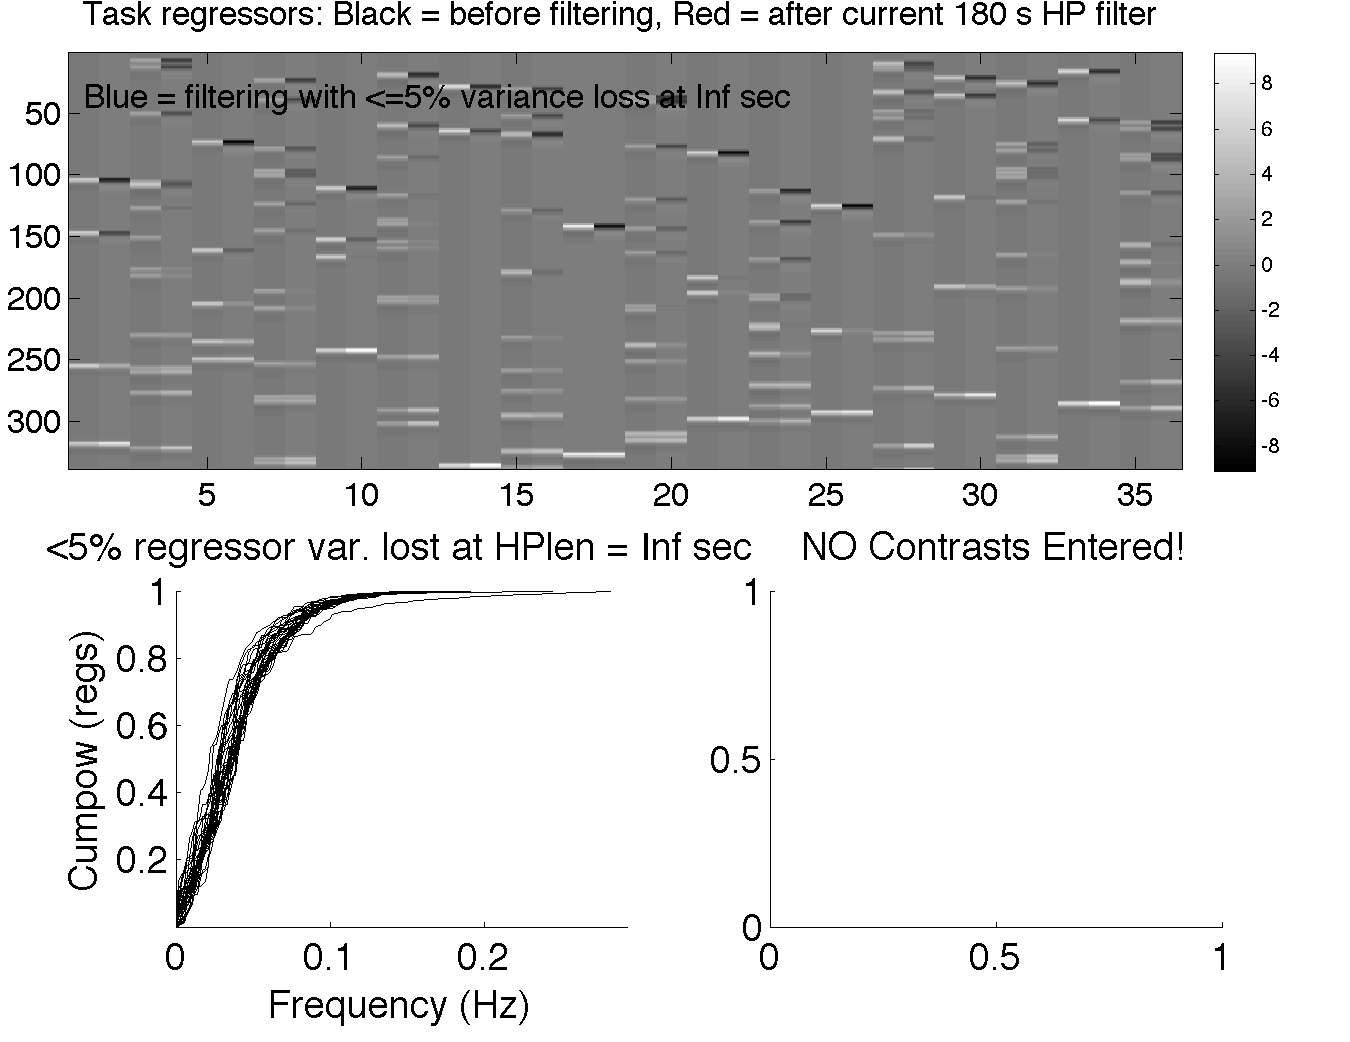 Task regressors: Black = before filtering, Red = after current 180 s HP filter
Blue = filtering with <=5% variance loss at Inf sec
50
100
150
200
250
300
5 10 15 20 25 30 35
8
6
4
2
0
-2
-4
-6
-8
<5% regressor var. lost at HPlen = Inf sec
1
0.8
0.6
0.4
0.2
Cumpow (regs)
0 0.1 0.2
Frequency (Hz)
NO Contrasts Entered!
1
0.5
0
0 0.5 1